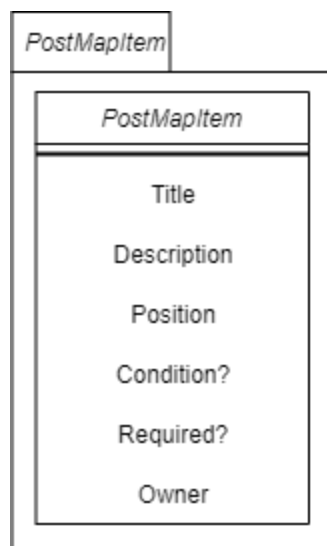 PostMapItem
PostMapItem
Title
Description
Position
Condition?
Required?
Owner